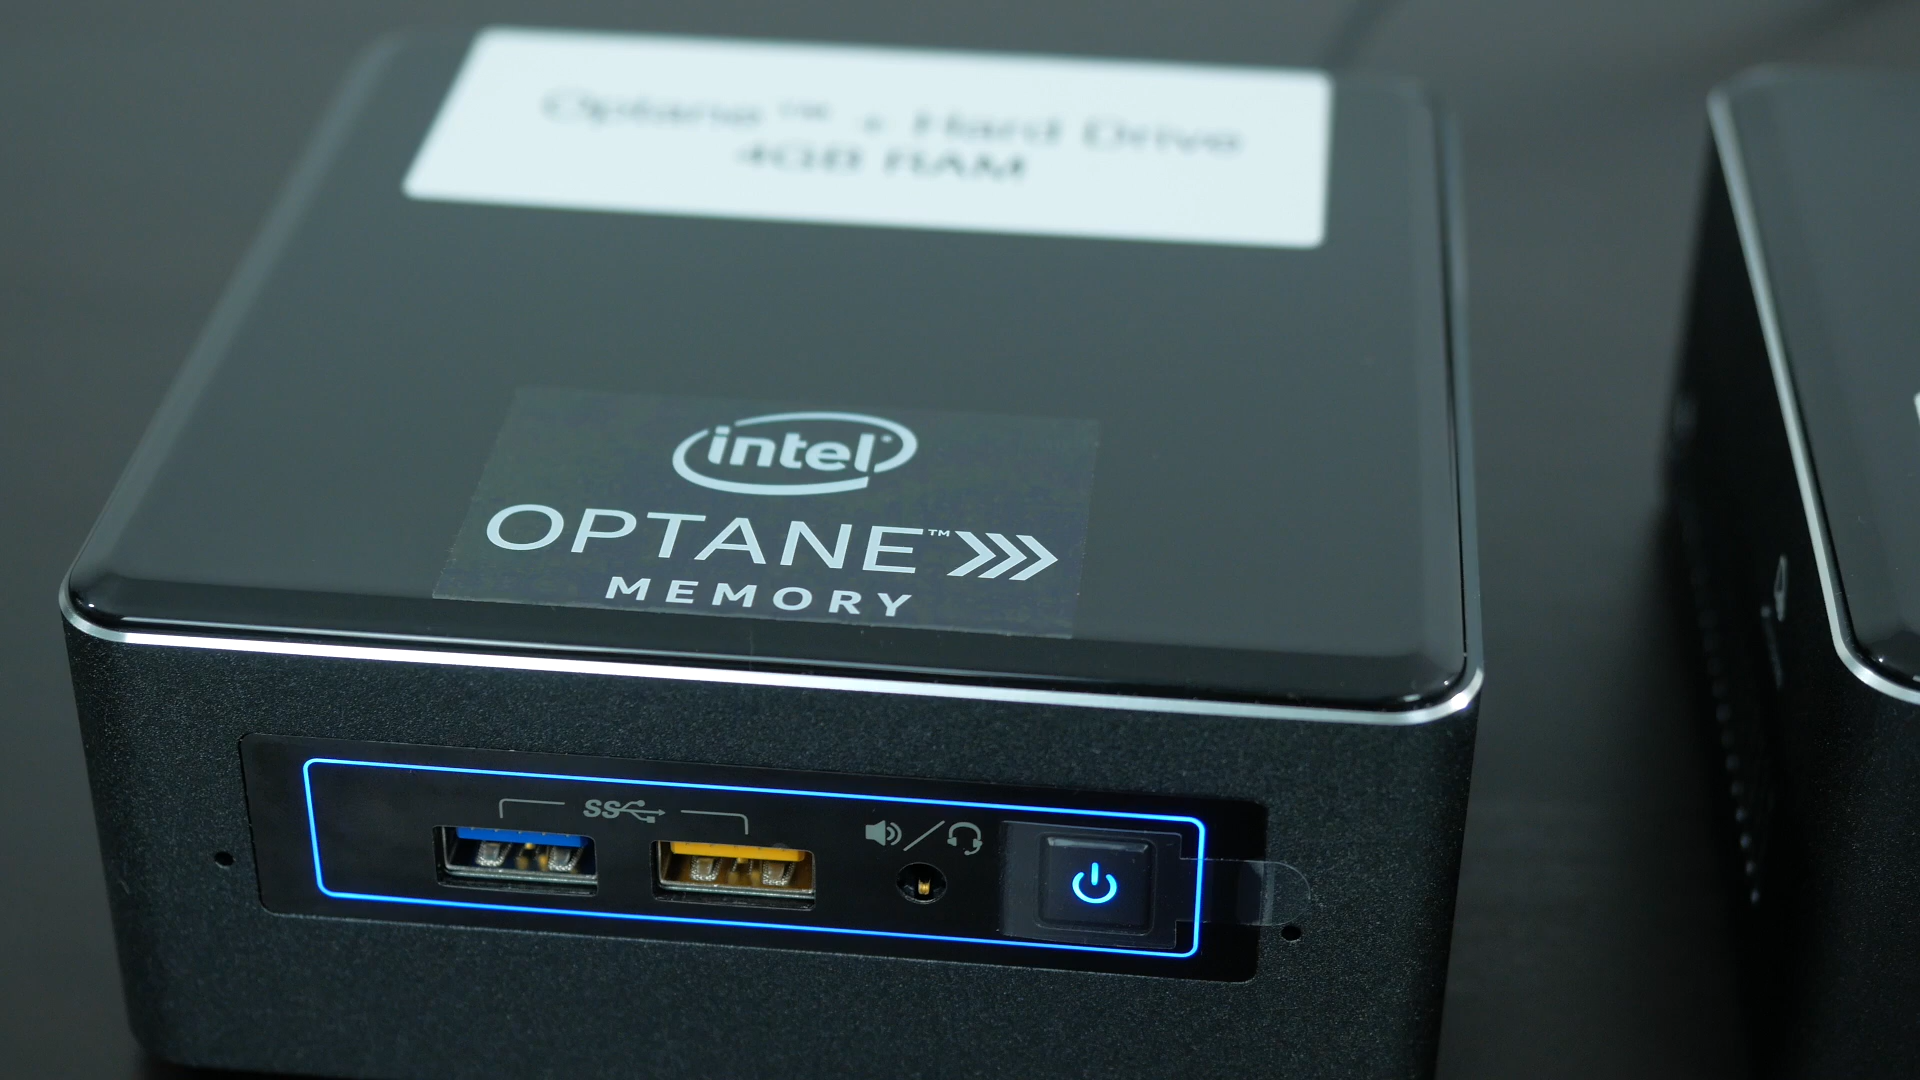 Optane™ + Hard Drive
4GB RAM
intel
OPTANE™
MEMORY
SS